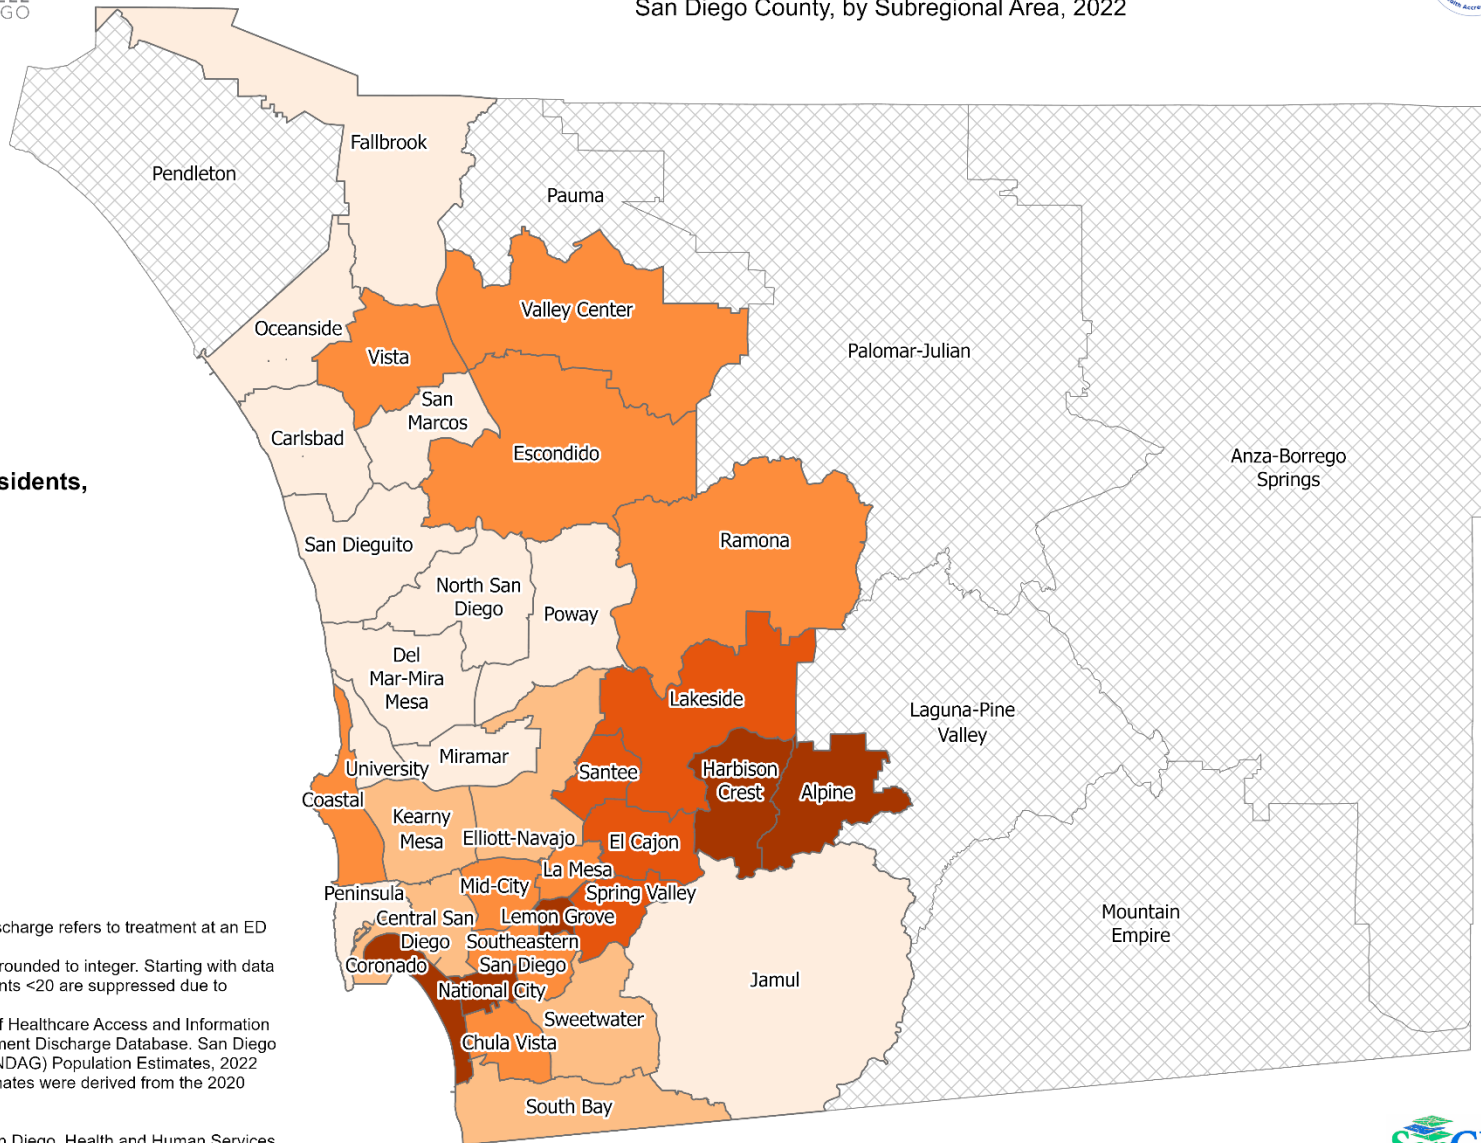 GO
San Diego County, by Subregional Area, 2022
Fallbrook
Pendleton
Pauma
Valley Center
Oceanside
Vista
Palomar-Julian
San
Marcos
Carlsbad
Escondido
Anza-Borrego
Springs
sidents,
San Dieguito
Ramona
North San
Diego
Poway
Del
Mar-Mira
Mesa
Lakeside
Laguna-Pine
Valley
Miramar
University
Santee
Harbison
Crest
Alpine
Coastal
Kearny
Mesa
Elliott-Navajo
El Cajon
La Mesa
Mid-City
Peninsula
Spring Valley
Central San
Diego
Lemon Grove
Mountain
Empire
Southeastern
San Diego
Coronado
National City
Jamul
Sweetwater
Chula Vista
South Bay
scharge refers to treatment at an ED
rounded to integer. Starting with data
nts <20 are suppressed due to
f Healthcare Access and Information
ment Discharge Database. San Diego
NDAG) Population Estimates, 2022
mates were derived from the 2020
n Diego, Health and Human Services